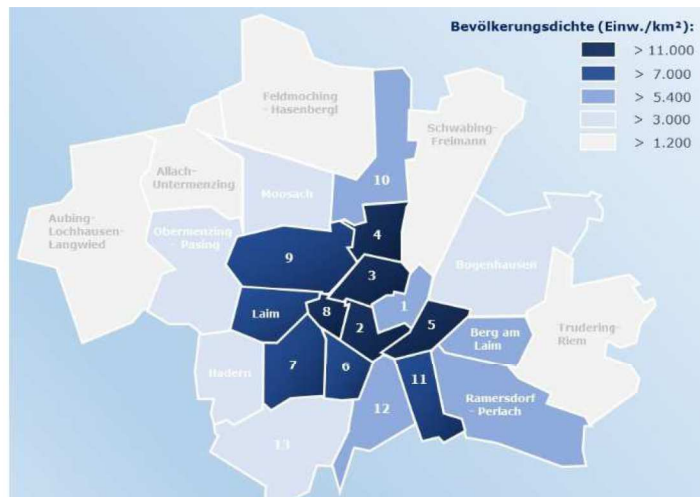 Bevölkerungsdichte (Einw./km²):
> 11.000
> 7.000
> 5.400
> 3.000
> 1.200
Feldmoching
- Hasenbergl
Schwabing-
Freimann
10
Allach-
Untermenzing
Moosach
Aubing-
Lochhausen-
Langwied
Obermenzing
- Pasing
4
9
3
Bogenhausen
Laim
8
1
2
5
Berg am
Laim
Trudering-
Riem
Hadern
7
6
11
Ramersdorf
- Perlach
12
13